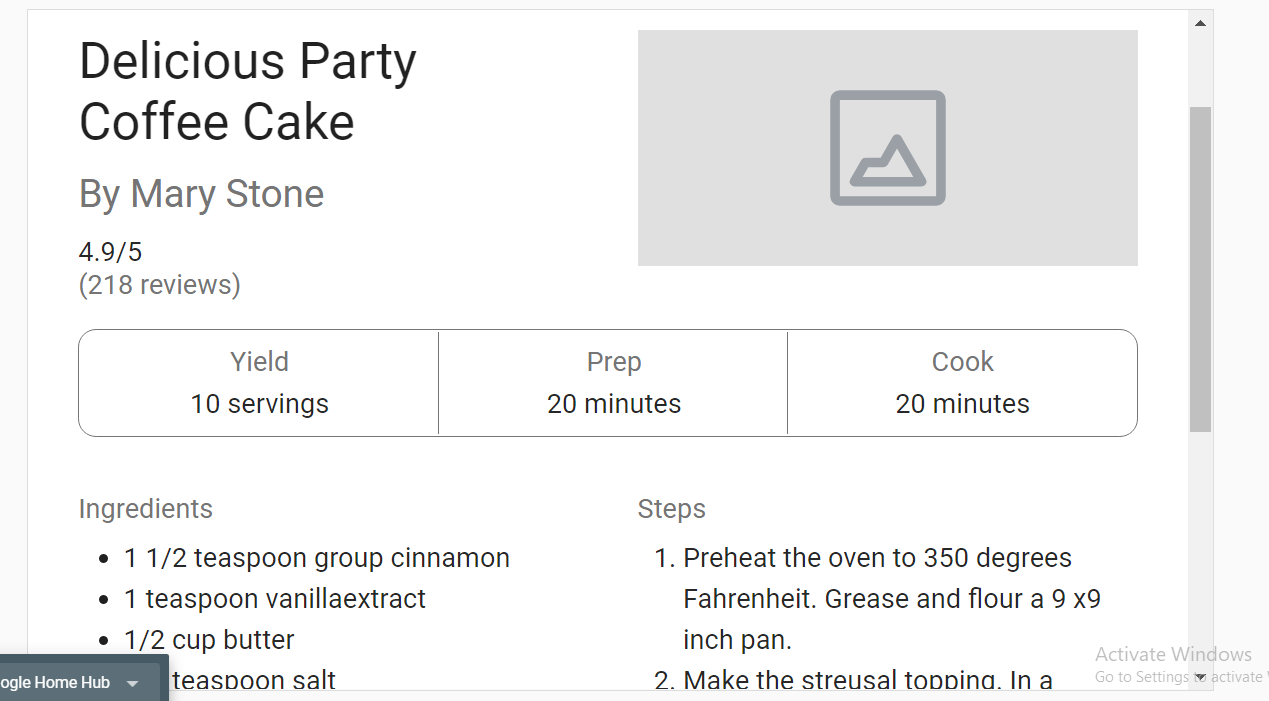 Delicious Party
Coffee Cake
By Mary Stone
4.9/5
(218 reviews)
Yield
10 servings
Prep
20 minutes
Cook
20 minutes
Ingredients
• 1 1/2 teaspoon group cinnamon
• 1 teaspoon vanillaextract
• 1/2 cup butter
teaspoon salt
Steps
1. Preheat the oven to 350 degrees
Fahrenheit. Grease and flour a 9 x9
inch pan.
2. Make the streusal topping. In a
ogle Home Hub
Activate Windows
Go to Settings to activate